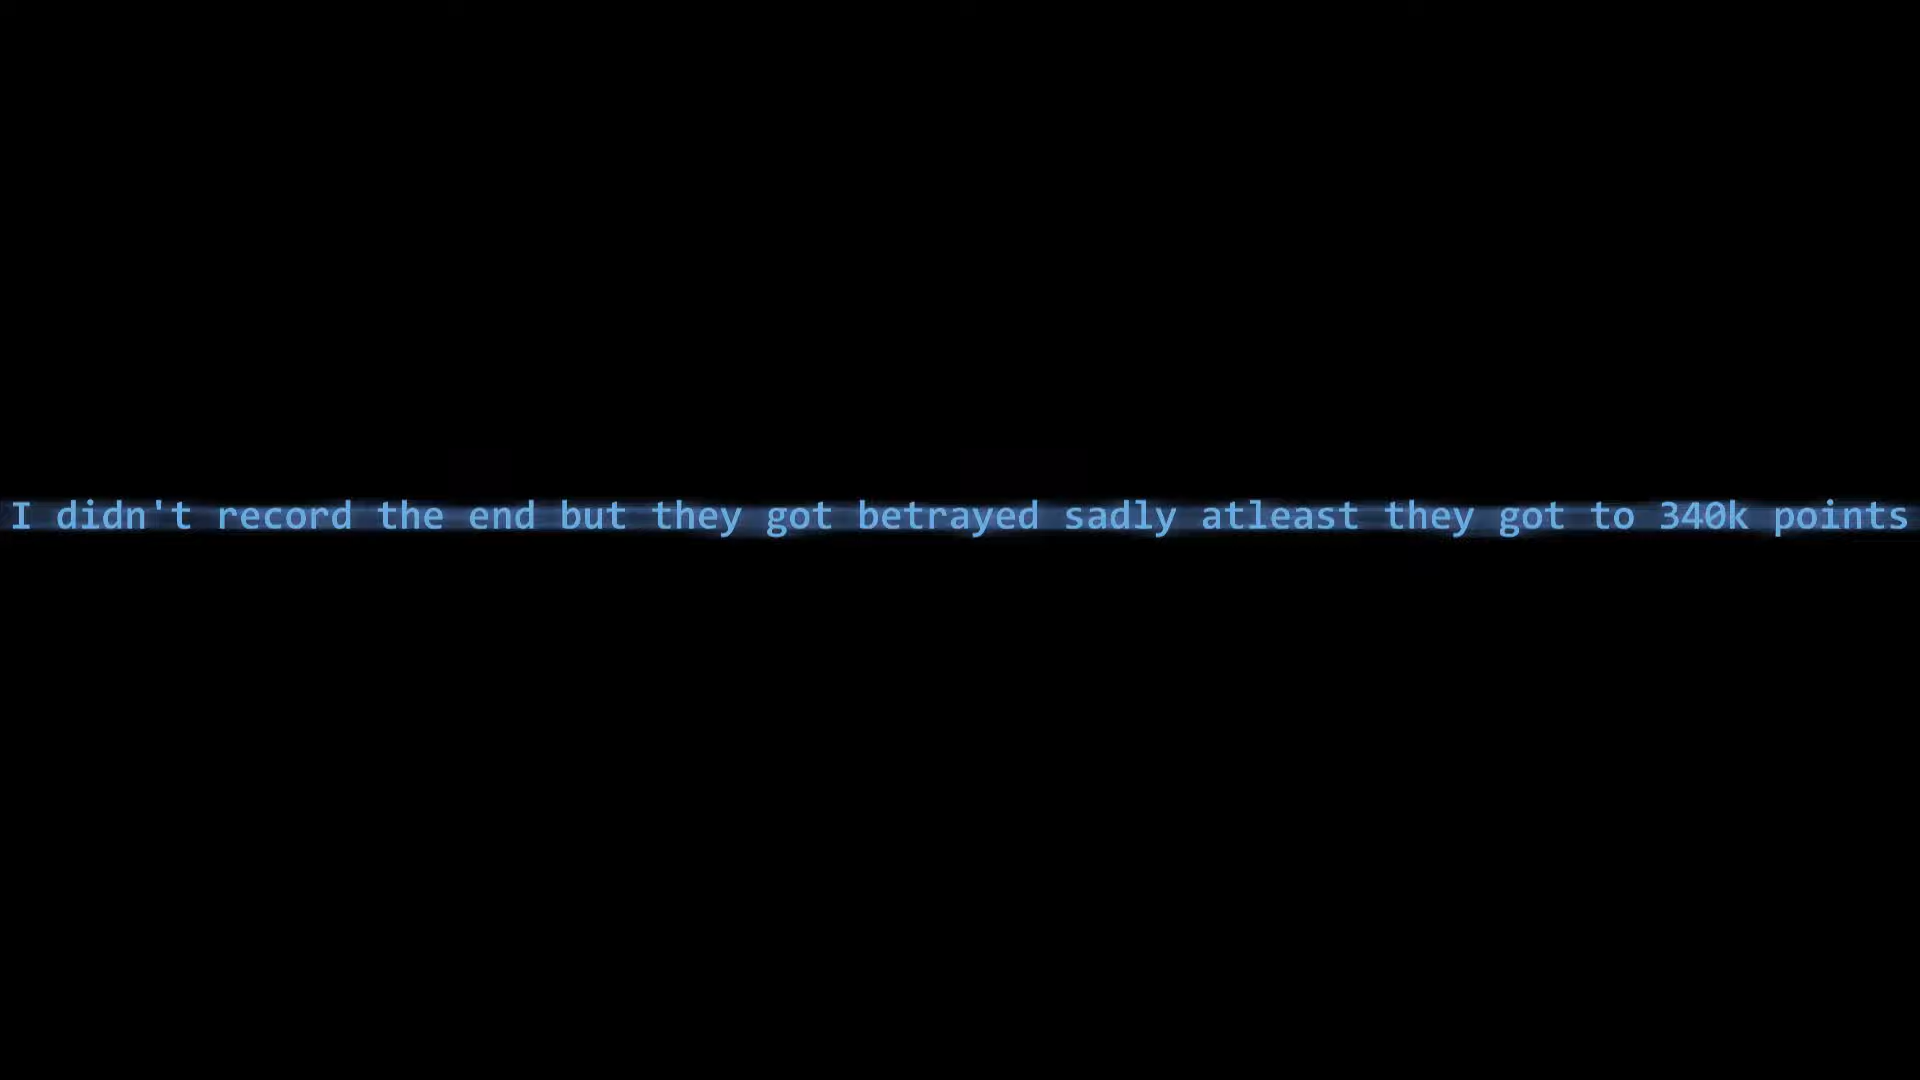 I didn't record the end but they got betrayed sadly atleast they got to 340k points